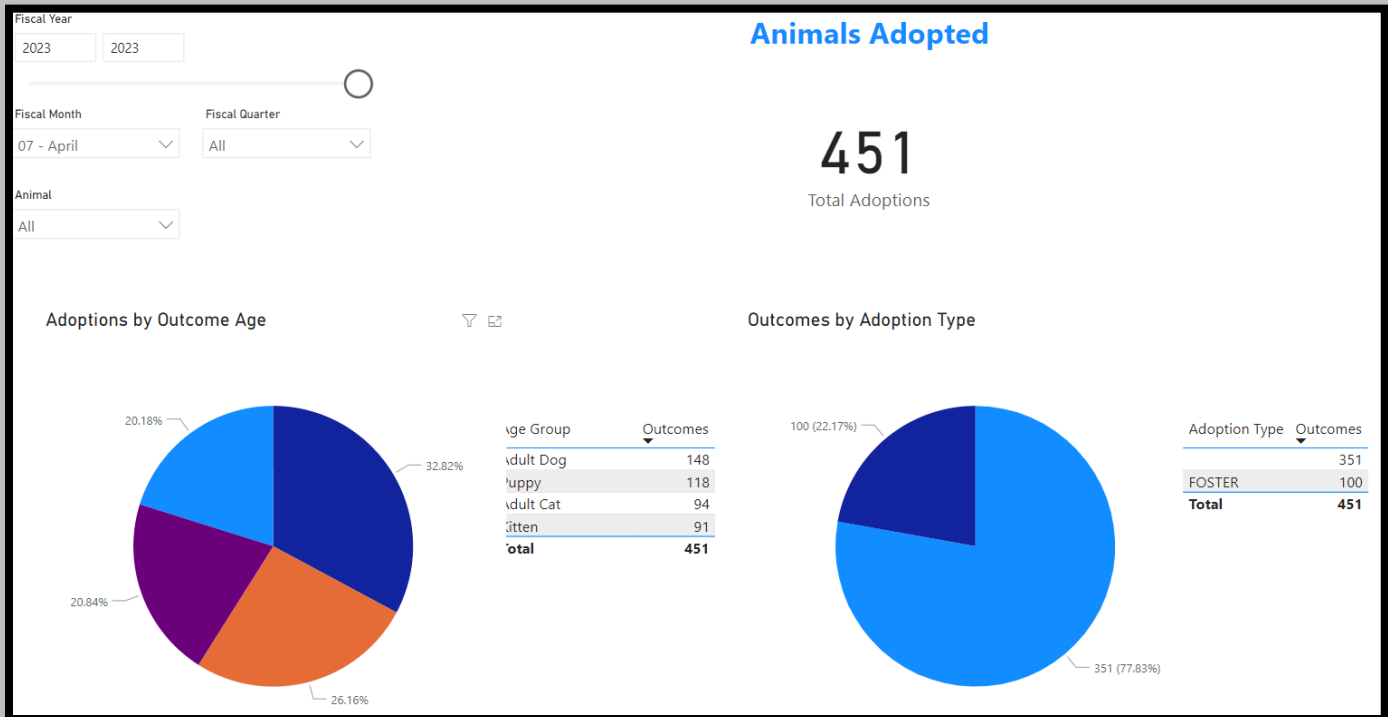 Fiscal Year
2023 2023
Animals Adopted
Fiscal Month Fiscal Quarter
07 - April All
451
Total Adoptions
Animal
All
Adoptions by Outcome Age
20.18%
32.82%
20.84%
26.16%
Age Group Outcomes
Adult Dog 148
Puppy 118
Adult Cat 94
Kitten 91
Total 451
Outcomes by Adoption Type
100 (22.17%)
351 (77.83%)
Adoption Type Outcomes
351
FOSTER 100
Total 451